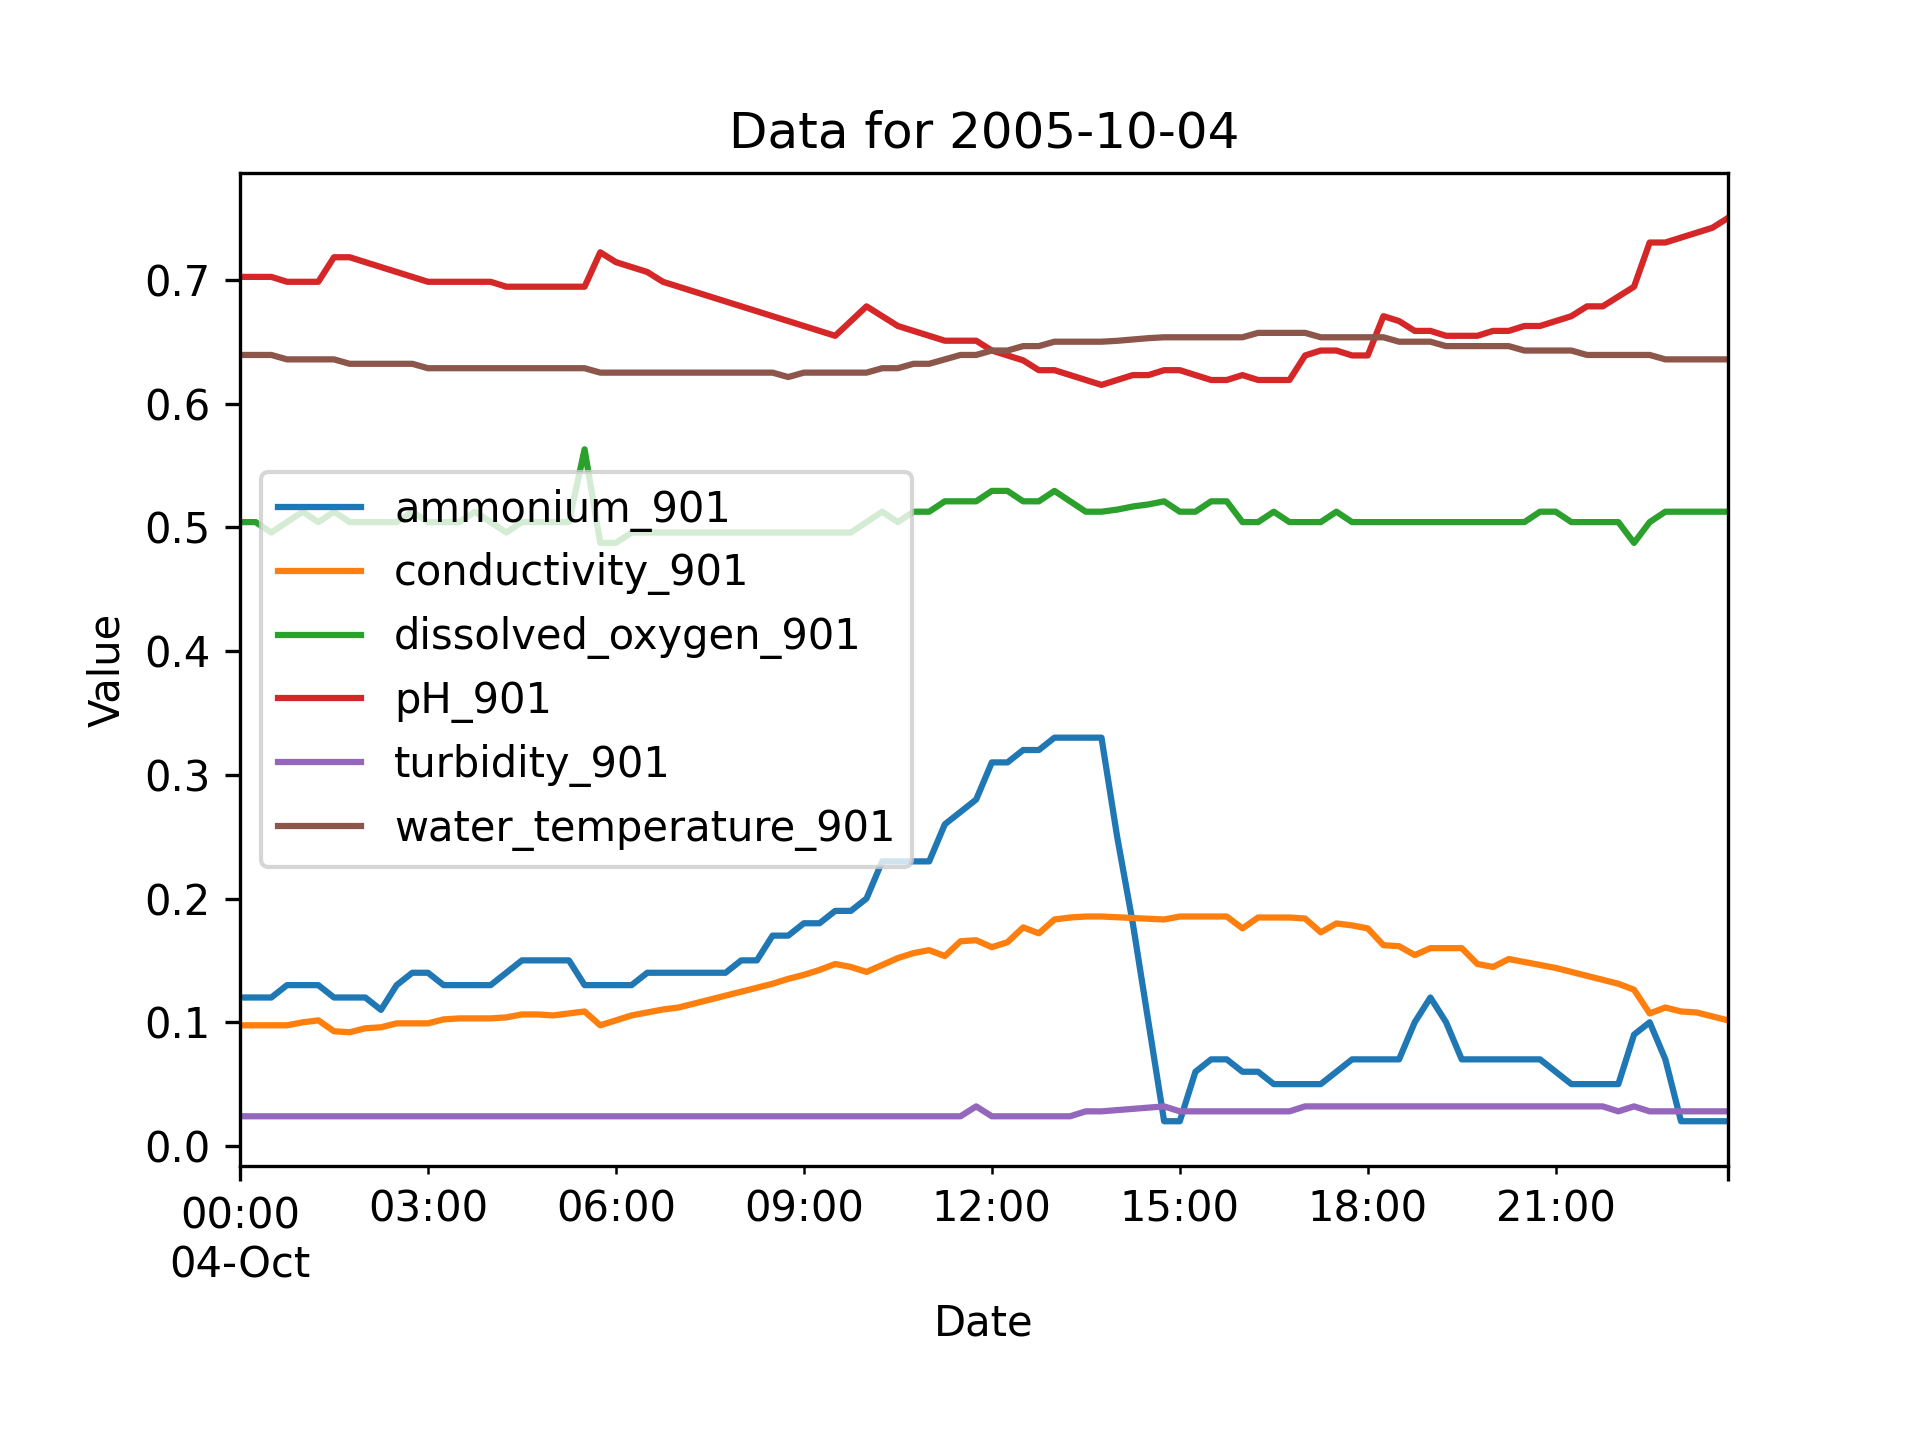 Data for 2005-10-04
Value
0.7
0.6
0.5
0.4
0.3
0.2
0.1
0.0
ammonium_901
conductivity_901
dissolved_oxygen_901
pH_901
turbidity_901
water_temperature_901
00:00 03:00 06:00 09:00 12:00 15:00 18:00 21:00
04-Oct
Date